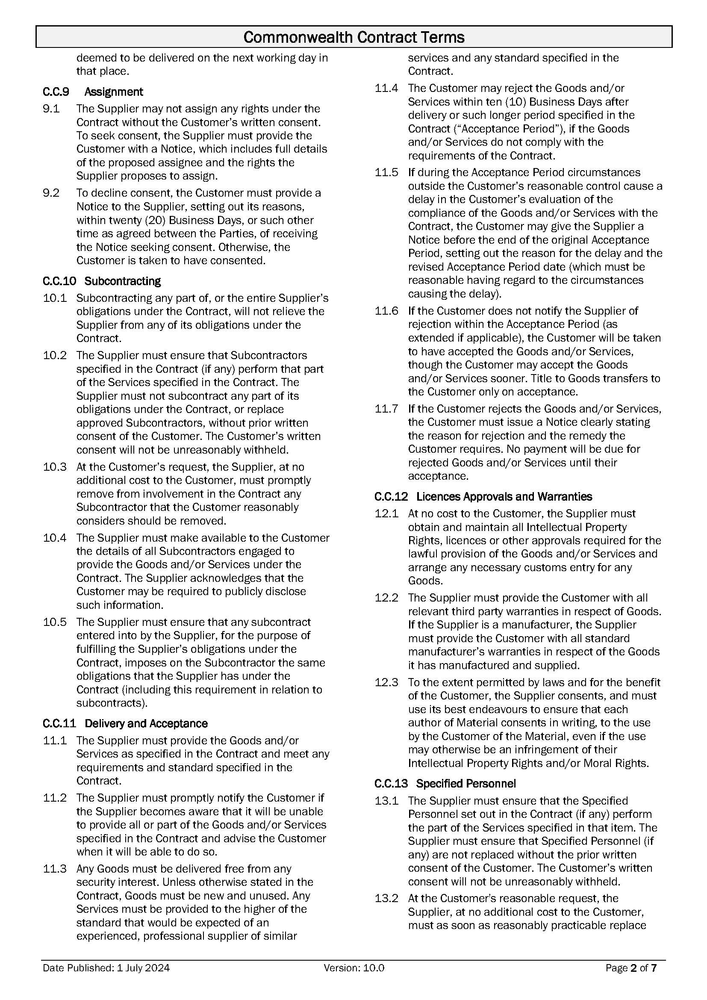 Commonwealth Contract Terms
deemed to be delivered on the next working day in
that place.
C.C.9 Assignment
9.1 The Supplier may not assign any rights under the
Contract without the Customer’s written consent.
To seek consent, the Supplier must provide the
Customer with a Notice, which includes full details
of the proposed assignee and the rights the
Supplier proposes to assign.
9.2 To decline consent, the Customer must provide a
Notice to the Supplier, setting out its reasons,
within twenty (20) Business Days, or such other
time as agreed between the Parties, of receiving
the Notice seeking consent. Otherwise, the
Customer is taken to have consented.
C.C.10 Subcontracting
10.1 Subcontracting any part of, or the entire Supplier’s
obligations under the Contract, will not relieve the
Supplier from any of its obligations under the
Contract.
10.2 The Supplier must ensure that Subcontractors
specified in the Contract (if any) perform that part
of the Services specified in the Contract. The
Supplier must not subcontract any part of its
obligations under the Contract, or replace
approved Subcontractors, without prior written
consent of the Customer. The Customer’s written
consent will not be unreasonably withheld.
10.3 At the Customer’s request, the Supplier, at no
additional cost to the Customer, must promptly
remove from involvement in the Contract any
Subcontractor that the Customer reasonably
considers should be removed.
10.4 The Supplier must make available to the Customer
the details of all Subcontractors engaged to
provide the Goods and/or Services under the
Contract. The Supplier acknowledges that the
Customer may be required to publicly disclose
such information.
10.5 The Supplier must ensure that any subcontract
entered into by the Supplier, for the purpose of
fulfilling the Supplier’s obligations under the
Contract, imposes on the Subcontractor the same
obligations that the Supplier has under the
Contract (including this requirement in relation to
subcontracts).
C.C.11 Delivery and Acceptance
11.1 The Supplier must provide the Goods and/or
Services as specified in the Contract and meet any
requirements and standard specified in the
Contract.
11.2 The Supplier must promptly notify the Customer if
the Supplier becomes aware that it will be unable
to provide all or part of the Goods and/or Services
specified in the Contract and advise the Customer
when it will be able to do so.
11.3 Any Goods must be delivered free from any
security interest. Unless otherwise stated in the
Contract, Goods must be new and unused. Any
Services must be provided to the higher of the
standard that would be expected of an
experienced, professional supplier of similar
services and any standard specified in the
Contract.
11.4 The Customer may reject the Goods and/or
Services within ten (10) Business Days after
delivery or such longer period specified in the
Contract (“Acceptance Period”), if the Goods
and/or Services do not comply with the
requirements of the Contract.
11.5 If during the Acceptance Period circumstances
outside the Customer’s reasonable control cause a
delay in the Customer’s evaluation of the
compliance of the Goods and/or Services with the
Contract, the Customer may give the Supplier a
Notice before the end of the original Acceptance
Period, setting out the reason for the delay and the
revised Acceptance Period date (which must be
reasonable having regard to the circumstances
causing the delay).
11.6 If the Customer does not notify the Supplier of
rejection within the Acceptance Period (as
extended if applicable), the Customer will be taken
to have accepted the Goods and/or Services,
though the Customer may accept the Goods
and/or Services sooner. Title to Goods transfers to
the Customer only on acceptance.
11.7 If the Customer rejects the Goods and/or Services,
the Customer must issue a Notice clearly stating
the reason for rejection and the remedy the
Customer requires. No payment will be due for
rejected Goods and/or Services until their
acceptance.
C.C.12 Licences Approvals and Warranties
12.1 At no cost to the Customer, the Supplier must
obtain and maintain all Intellectual Property
Rights, licences or other approvals required for the
lawful provision of the Goods and/or Services and
arrange any necessary customs entry for any
Goods.
12.2 The Supplier must provide the Customer with all
relevant third party warranties in respect of Goods.
If the Supplier is a manufacturer, the Supplier
must provide the Customer with all standard
manufacturer’s warranties in respect of the Goods
it has manufactured and supplied.
12.3 To the extent permitted by laws and for the benefit
of the Customer, the Supplier consents, and must
use its best endeavours to ensure that each
author of Material consents in writing, to the use
by the Customer of the Material, even if the use
may otherwise be an infringement of their
Intellectual Property Rights and/or Moral Rights.
C.C.13 Specified Personnel
13.1 The Supplier must ensure that the Specified
Personnel set out in the Contract (if any) perform
the part of the Services specified in that item. The
Supplier must ensure that Specified Personnel (if
any) are not replaced without the prior written
consent of the Customer. The Customer’s written
consent will not be unreasonably withheld.
13.2 At the Customer's reasonable request, the
Supplier, at no additional cost to the Customer,
must as soon as reasonably practicable replace
Date Published: 1 July 2024 Version: 10.0 Page 2 of 7